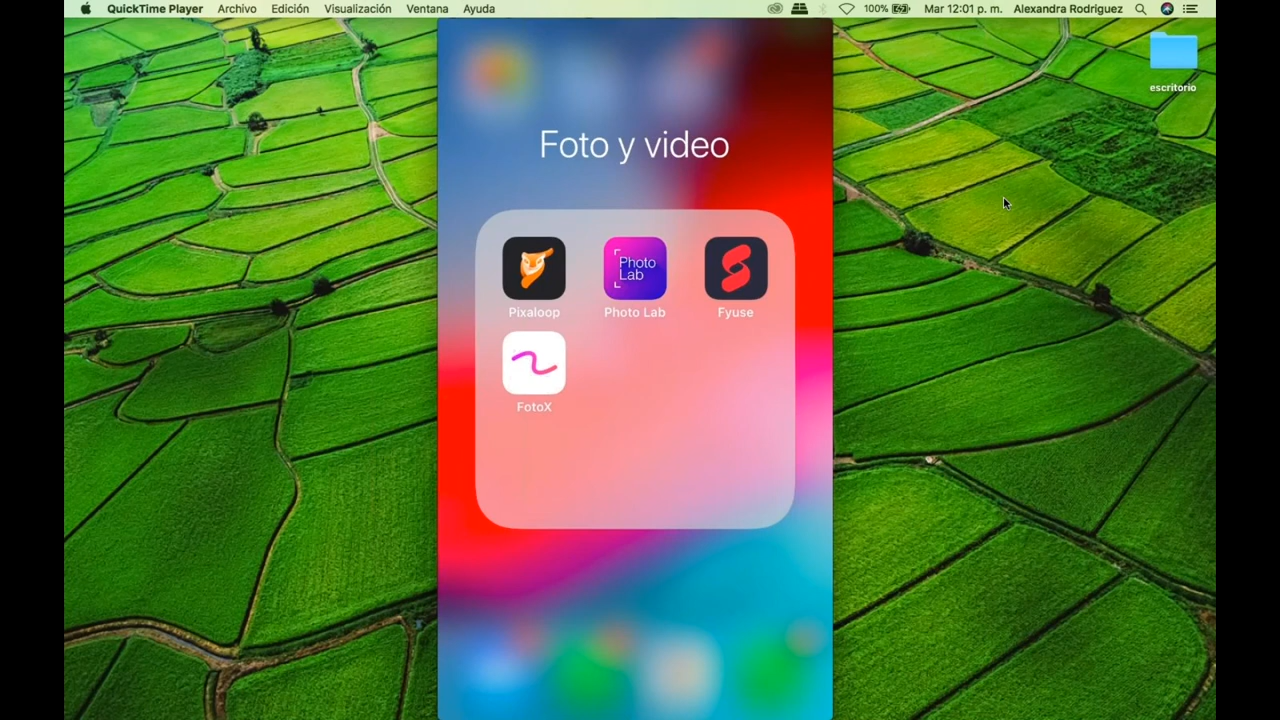 QuickTime Player Archivo Edición Visualización Ventana Ayuda 100% Mar 12:01 p. m. Alexandra Rodriguez
escritorio
Foto y video
Photo
Lab
Pixaloop Photo Lab Fyuse
FotoX